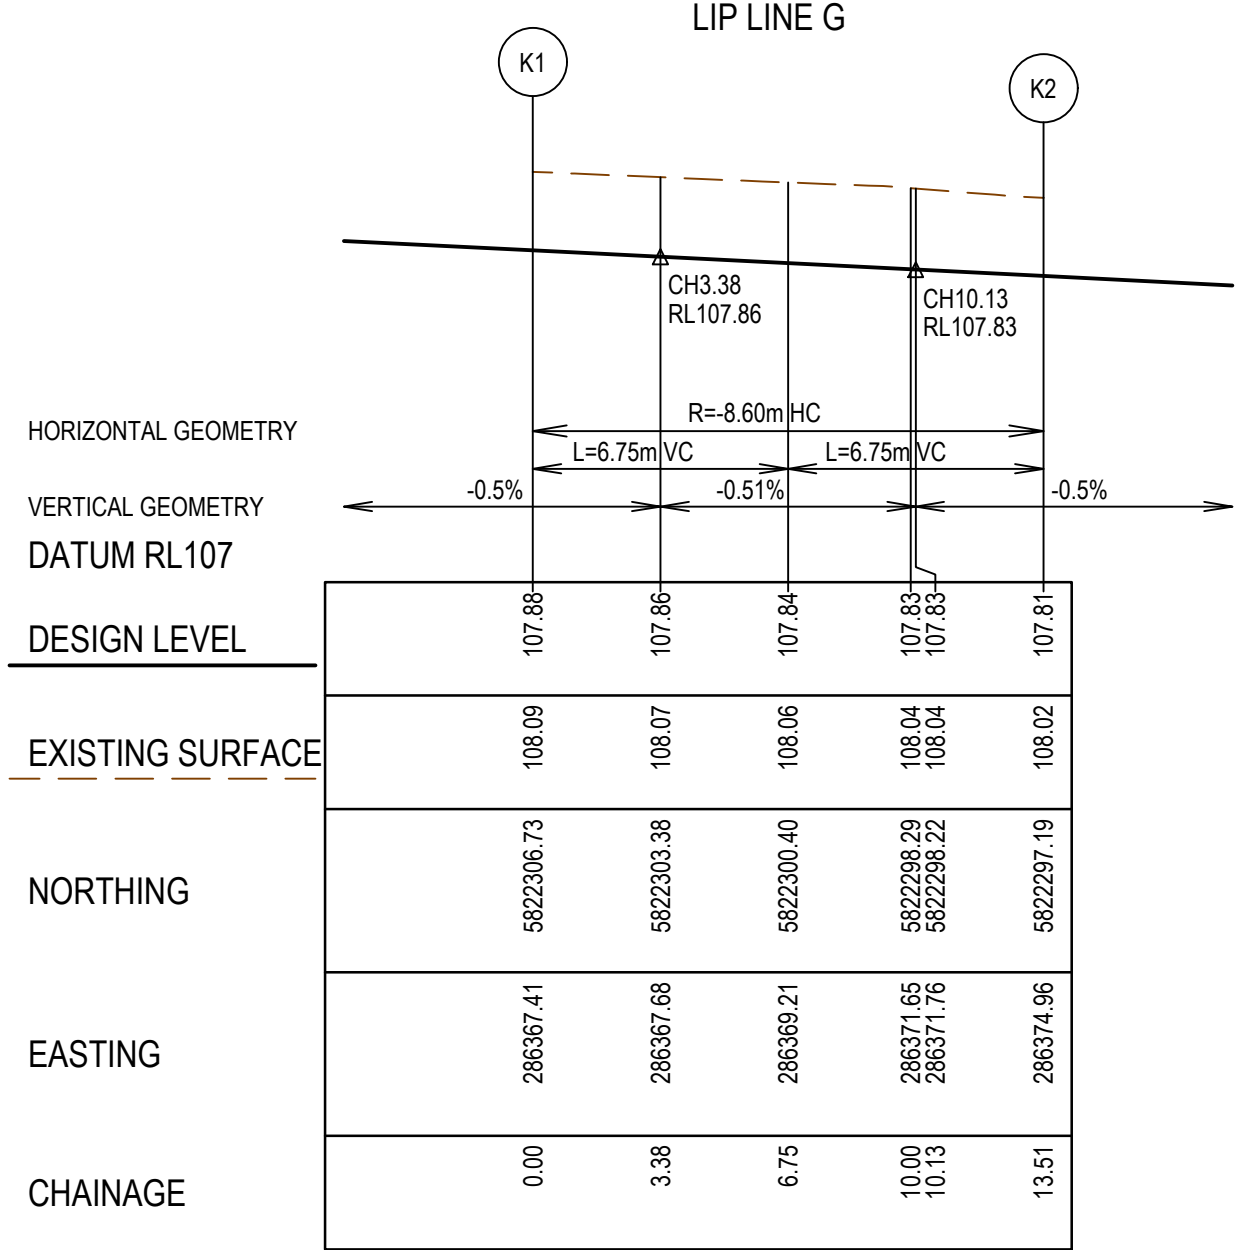 LIP LINE G
K1
K2
CH3.38
RL107.86
CH10.13
RL107.83
HORIZONTAL GEOMETRY
R=-8.60m HC
L=6.75m VC
L=6.75m VC
VERTICAL GEOMETRY
-0.5%
-0.51%
-0.5%
DATUM RL107
DESIGN LEVEL
107.88
107.86
107.84
107.83
107.83
107.81
EXISTING SURFACE
108.09
108.07
108.06
108.04
108.04
108.02
NORTHING
5822306.73
5822303.38
5822300.40
5822298.29
5822298.22
5822297.19
EASTING
286367.41
286367.68
286369.21
286371.65
286371.76
286374.96
CHAINAGE
0.00
3.38
6.75
10.00
10.13
13.51